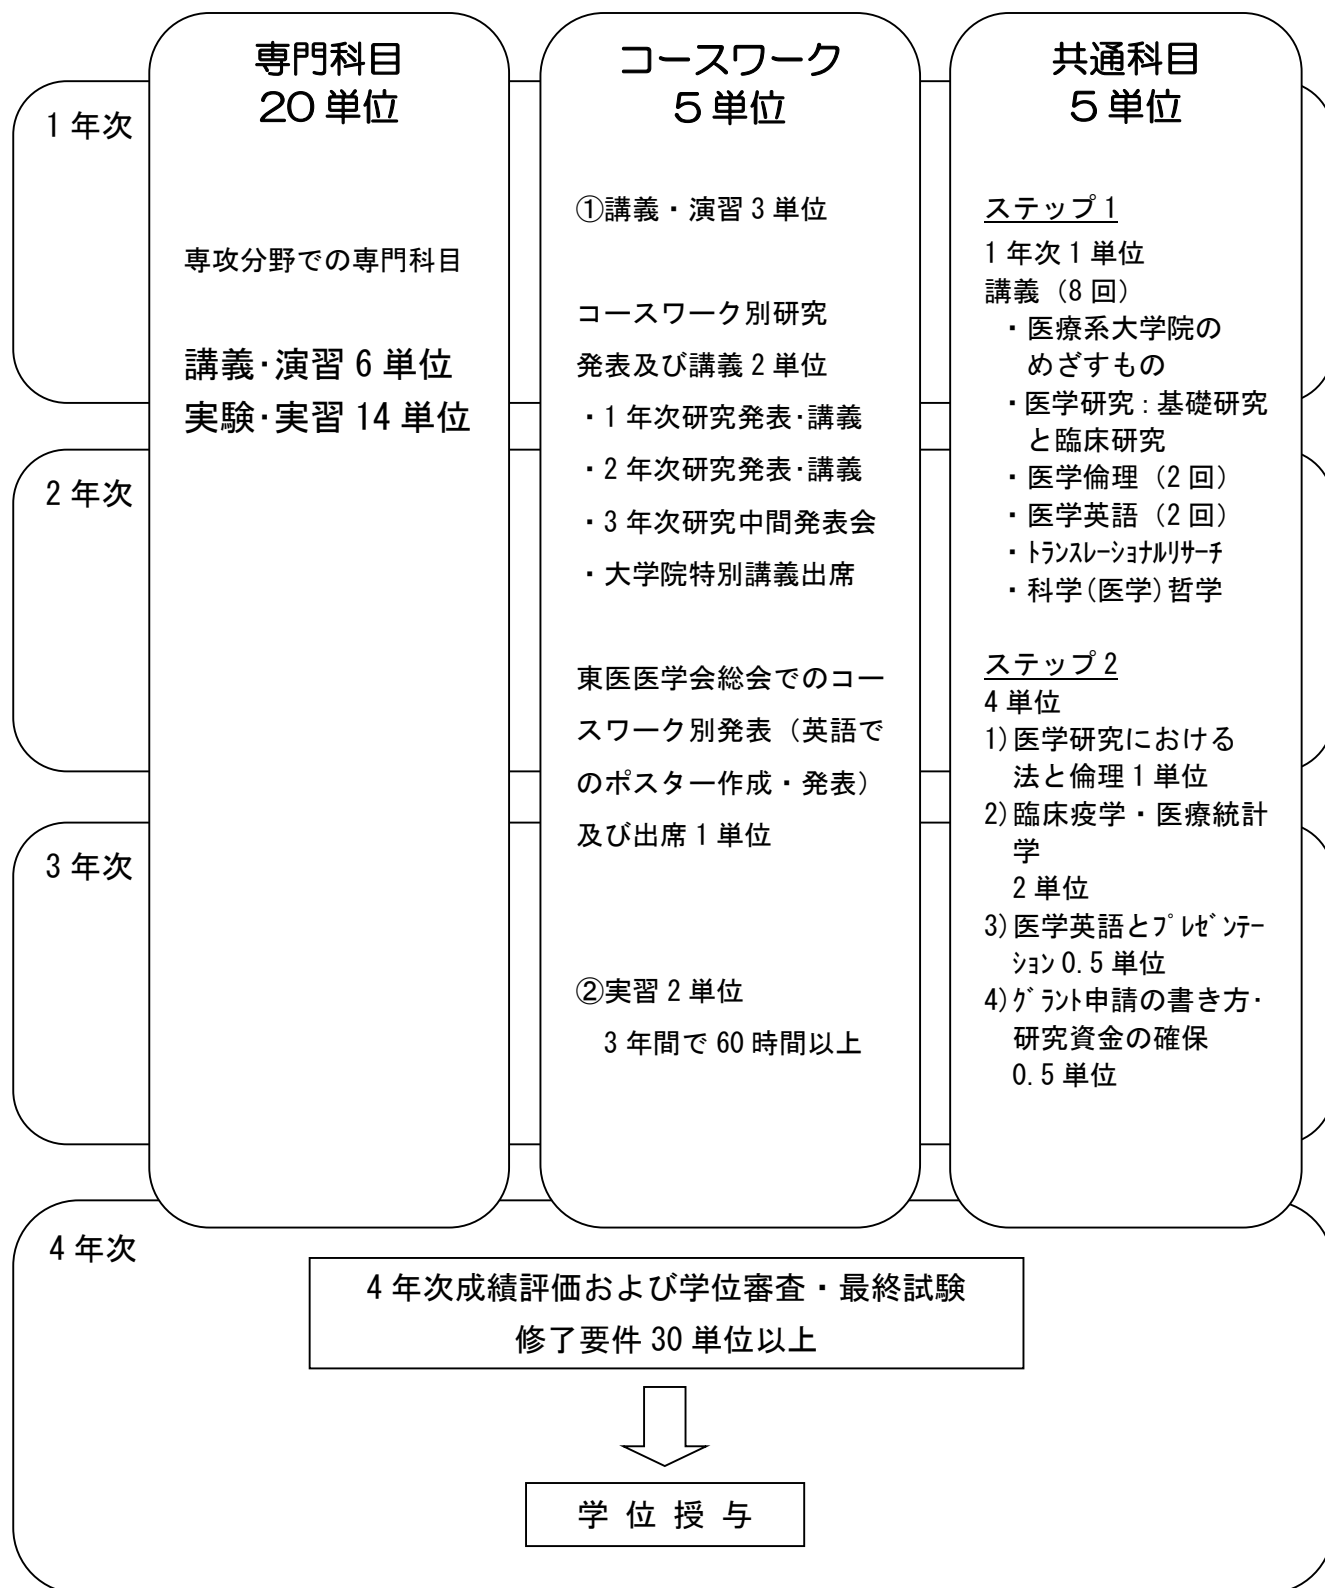 専門科目
20単位
専攻分野での専門科目
講義・演習 6 単位
実験・実習 14 単位
コースワーク
5単位
①講義・演習 3 単位
コースワーク別研究
発表及び講義 2 単位
・1 年次研究発表・講義
・2 年次研究発表・講義
・3 年次研究中間発表会
・大学院特別講義出席
東医医学会総会でのコー
スワーク別発表（英語で
のポスター作成・発表）
及び出席 1 単位
②実習 2 単位
3 年間で 60 時間以上
共通科目
5単位
ステップ 1
1 年次 1 単位
講義（8 回）
・医療系大学院の
めざすもの
・医学研究：基礎研究
と臨床研究
・医学倫理（2 回）
・医学英語（2 回）
・ﾄﾗﾝｽﾚｰｼｮﾅﾙﾘｻｰﾁ
・科学(医学)哲学
ステップ 2
4 単位
1)医学研究における
法と倫理 1 単位
2)臨床疫学・医療統計
学
2 単位
3)医学英語とﾌﾟﾚｾﾞﾝﾃｰ
ｼｮﾝ 0.5 単位
4)ｸﾞﾗﾝﾄ申請の書き方・
研究資金の確保
0.5 単位
1 年次
2 年次
3 年次
4 年次
4 年次成績評価および学位審査・最終試験
修了要件 30 単位以上
学 位 授 与